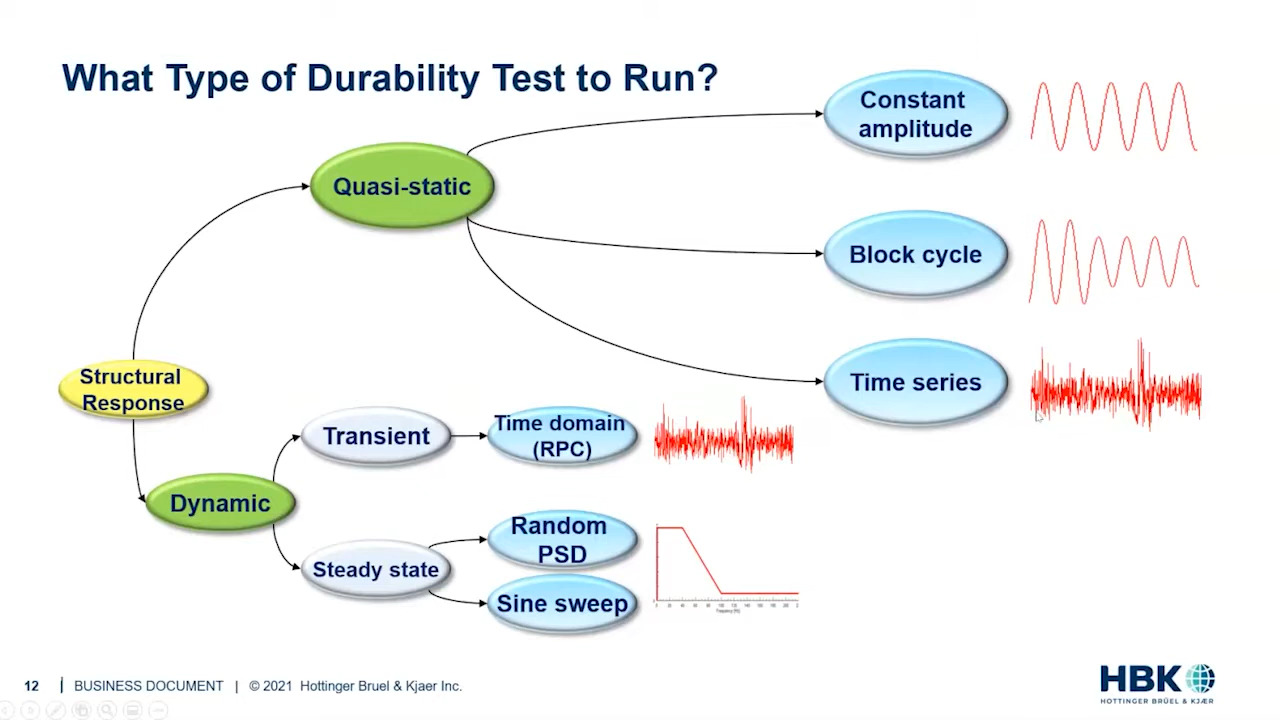 What Type of Durability Test to Run?
Constant
amplitude
Quasi-static
Block cycle
Structural
Response
Time series
Transient
Time domain
(RPC)
Dynamic
Random
PSD
Steady state
Sine sweep
12 | BUSINESS DOCUMENT | © 2021 Hottinger Bruel & Kjaer Inc.
HBK
HOTTINGER BRÜEL & KJÆR